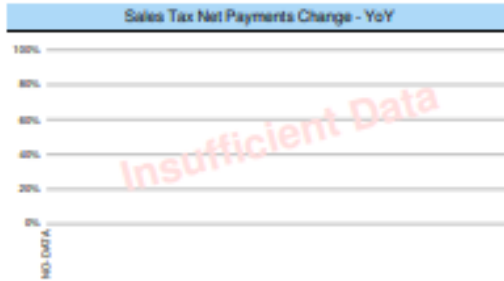 Sales Tax Net Payments Change - YoY
100%
80%
60%
40%
20%
0%
Insufficient Data
NO-DATA